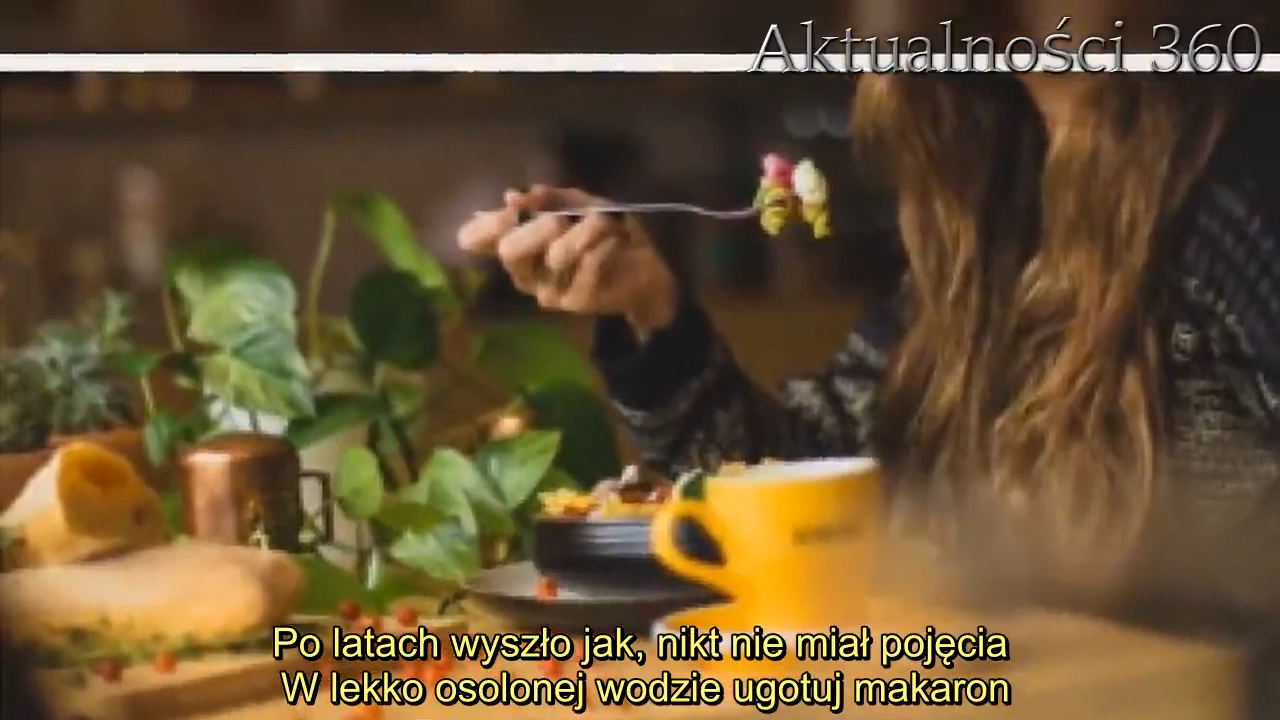 Aktualności 360
Po latach wyszło jak, nikt nie miał pojęcia
W lekko osolonej wodzie ugotuj makaron